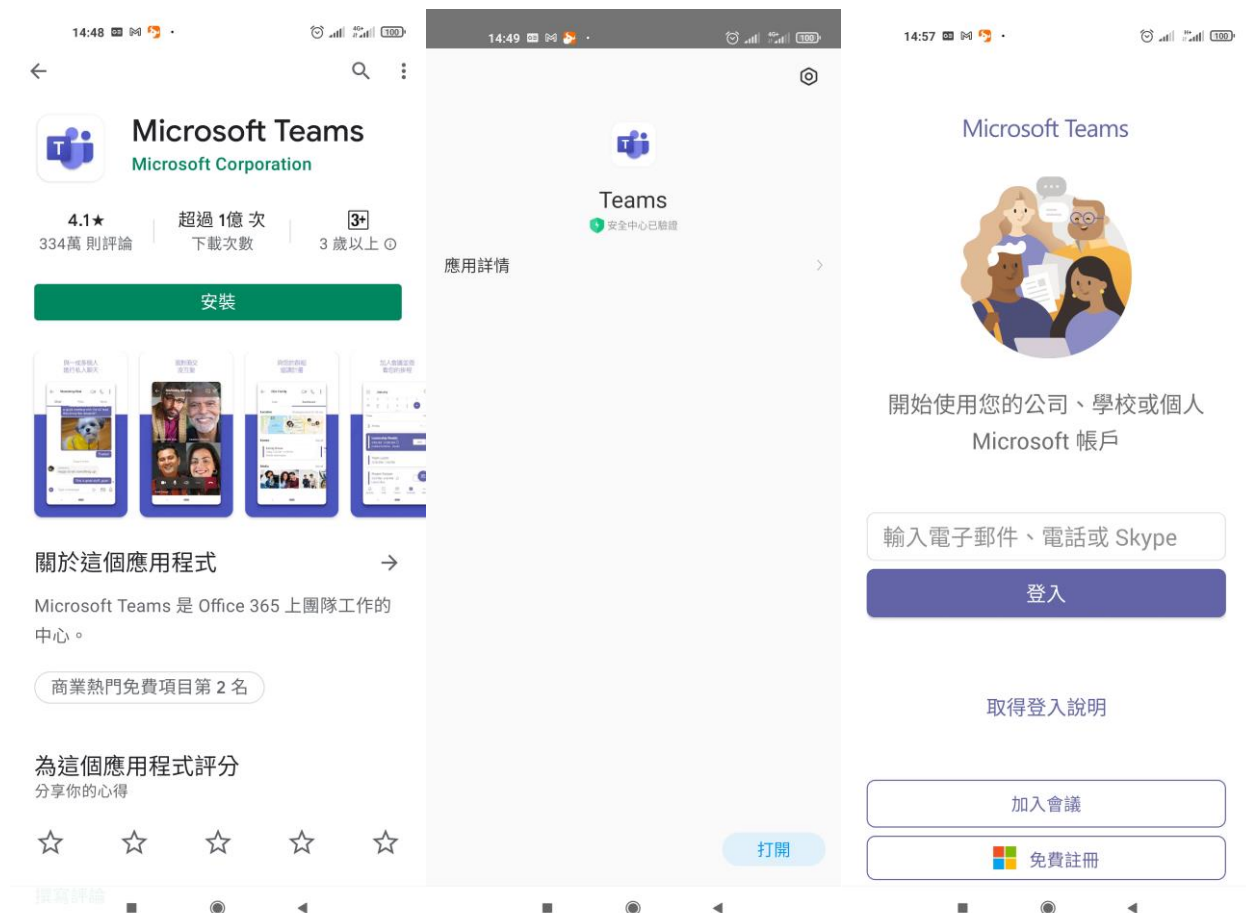 14:48
100
Microsoft Teams
Microsoft Corporation
4.1★
334萬 則評論
超過 1億 次
下載次數
3+
3 歲以上
安裝
關於這個應用程式
Microsoft Teams 是 Office 365 上團隊工作的
中心。
商業熱門免費項目第 2 名
為這個應用程式評分
分享你的心得
撰寫評論
14:49
100
Teams
安全中心已驗證
應用詳情
打開
14:57
100
Microsoft Teams
開始使用您的公司、學校或個人
Microsoft 帳戶
輸入電子郵件、電話或 Skype
登入
取得登入說明
加入會議
免費註冊